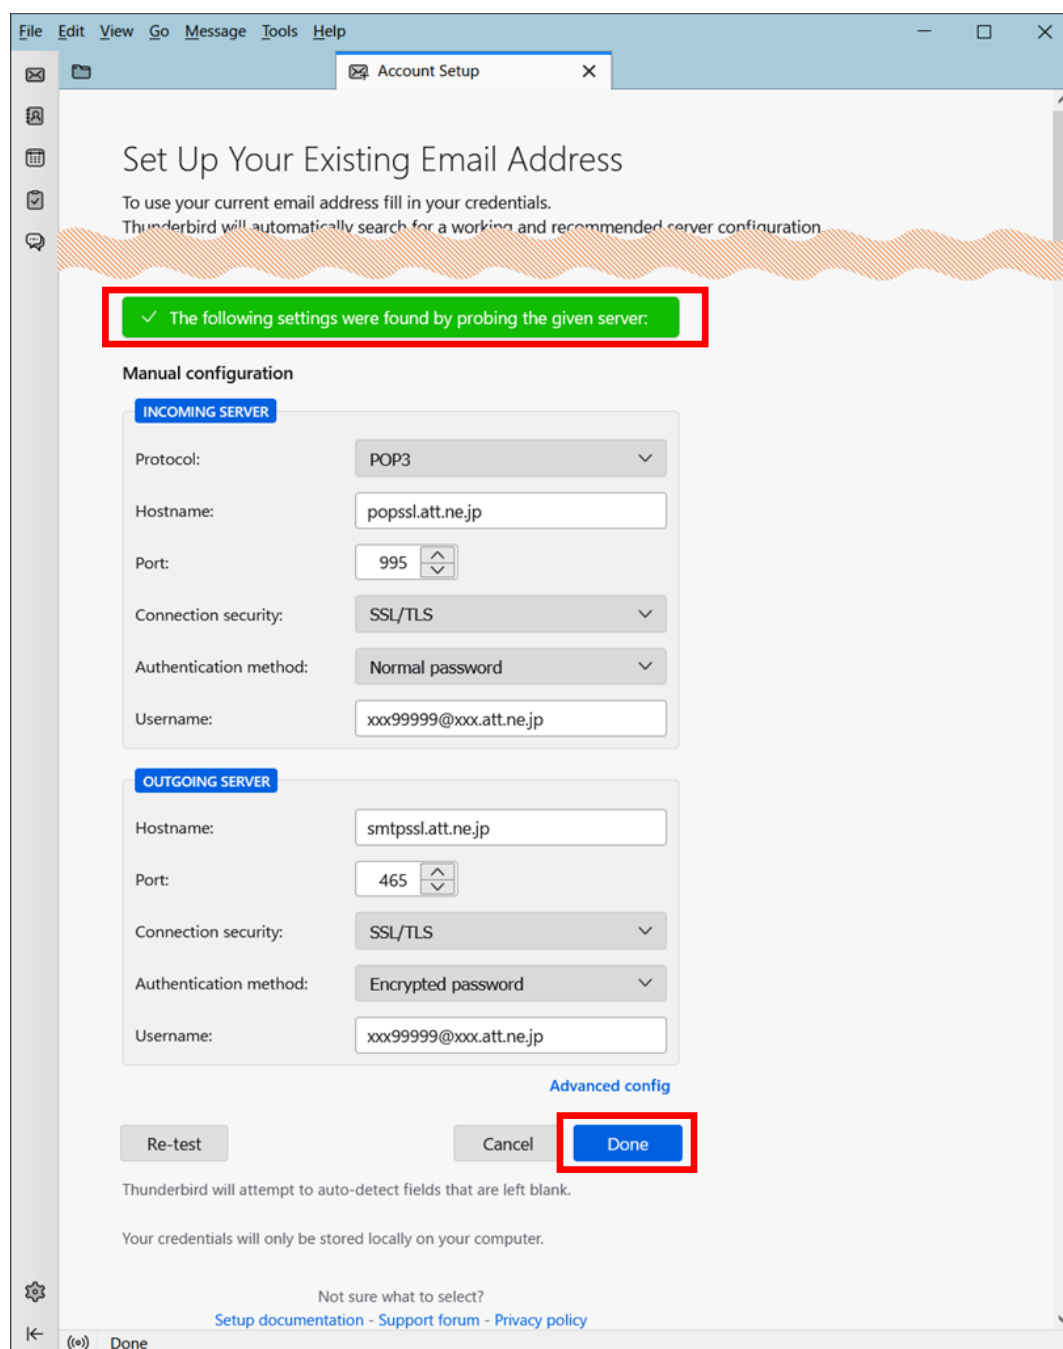 File Edit View Go Message Tools Help
Account Setup
Set Up Your Existing Email Address
To use your current email address fill in your credentials.
Thunderbird will automatically search for a working and recommended server configuration
The following settings were found by probing the given server:
Manual configuration
INCOMING SERVER
Protocol: POP3
Hostname: popssl.att.ne.jp
Port: 995
Connection security: SSL/TLS
Authentication method: Normal password
Username: xxx99999@xxx.att.ne.jp
OUTGOING SERVER
Hostname: smtpssl.att.ne.jp
Port: 465
Connection security: SSL/TLS
Authentication method: Encrypted password
Username: xxx99999@xxx.att.ne.jp
Advanced config
Re-test Cancel Done
Thunderbird will attempt to auto-detect fields that are left blank.
Your credentials will only be stored locally on your computer.
Not sure what to select?
Setup documentation - Support forum - Privacy policy
Done